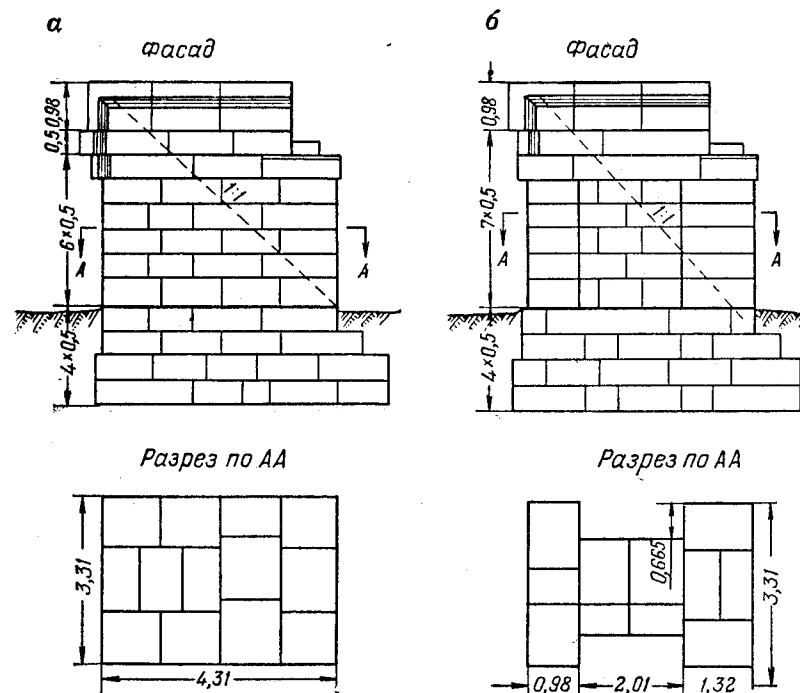 а
Фасад
0,98
0,5
6×0,5
4×0,5
1:1
А
А
б
Фасад
0,98
7×0,5
4×0,5
1:1
А
А
Разрез по АА
3,31
4,31
Разрез по АА
0,665
3,31
0,98
2,01
1,32